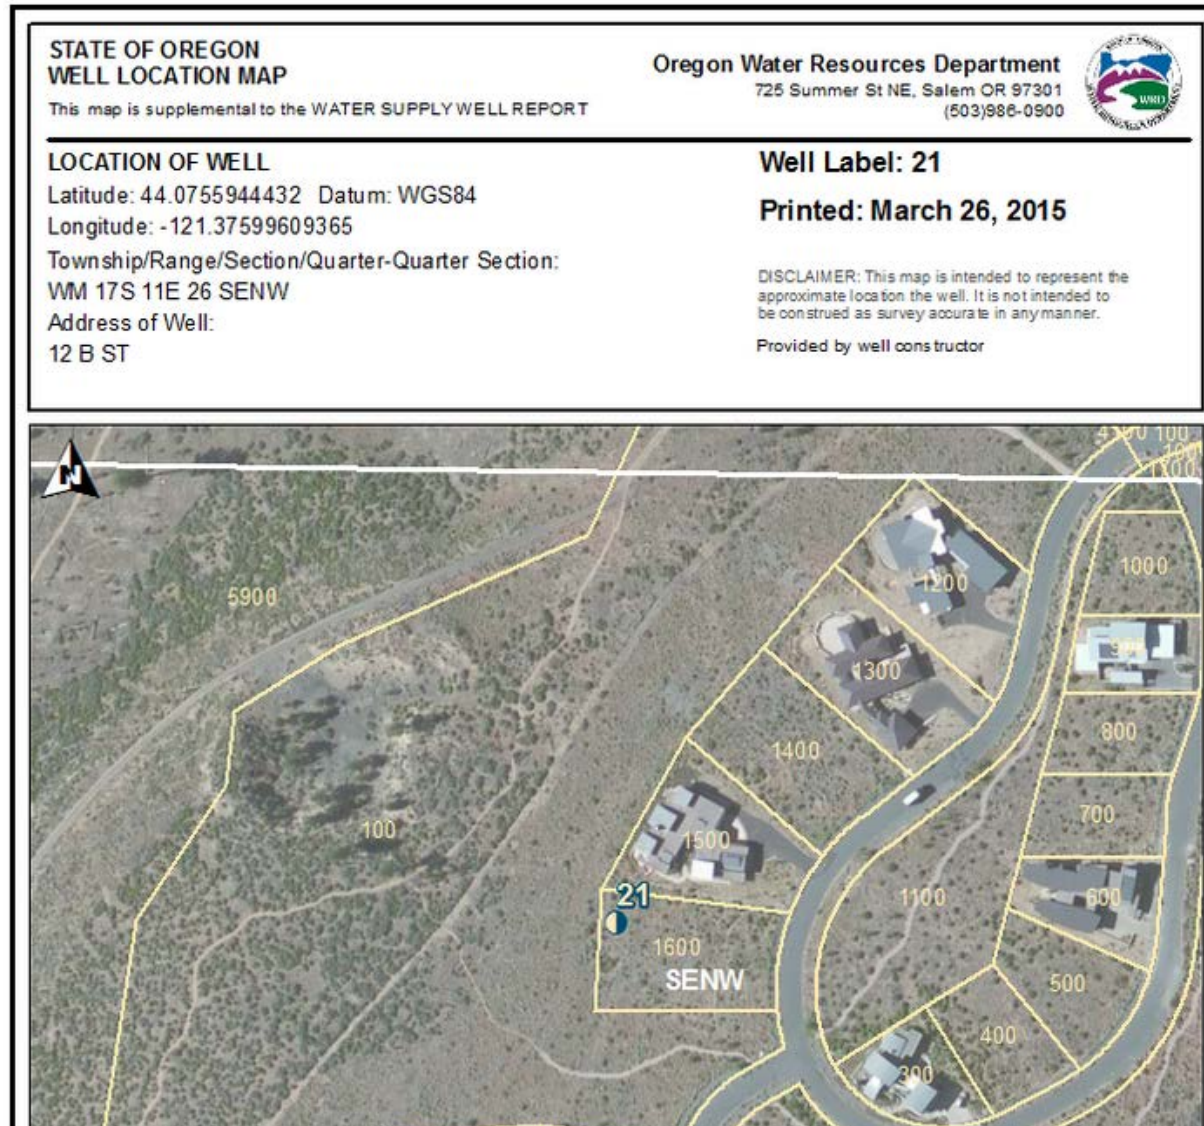 STATE OF OREGON
WELL LOCATION MAP
This map is supplemental to the WATER SUPPLY WELL REPORT
Oregon Water Resources Department
725 Summer St NE, Salem OR 97301
(503)986-0900
WRD
LOCATION OF WELL
Latitude: 44.0755944432 Datum: WGS84
Longitude: -121.37599609365
Township/Range/Section/Quarter-Quarter Section:
WM 17S 11E 26 SENW
Address of Well:
12 B ST
Well Label: 21
Printed: March 26, 2015
DISCLAIMER: This map is intended to represent the
approximate location the well. It is not intended to
be construed as survey accurate in any manner.
Provided by well constructor
N
100
1000
1200
5900
1300
800
1400
700
100
1500
600
1100
21
1600
SENW
500
400
300